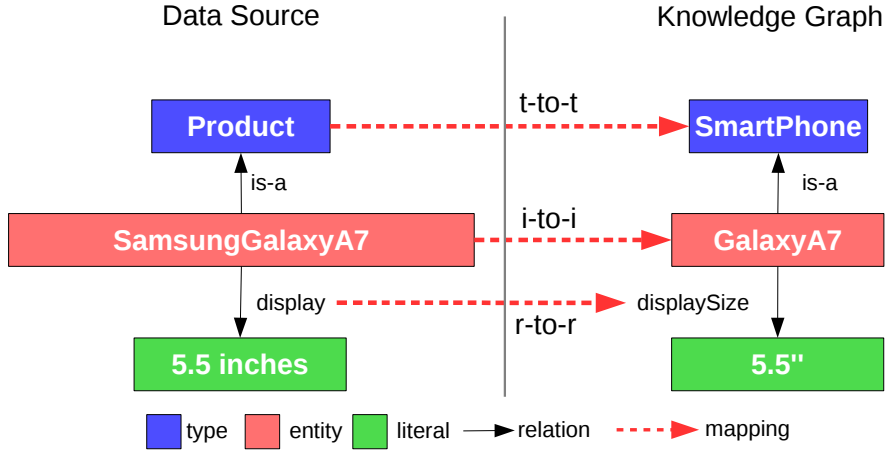 Data Source
Knowledge Graph
t-to-t
Product
SmartPhone
is-a
is-a
i-to-i
SamsungGalaxyA7
GalaxyA7
display
displaySize
r-to-r
5.5 inches
5.5"
type
entity
literal
relation
mapping